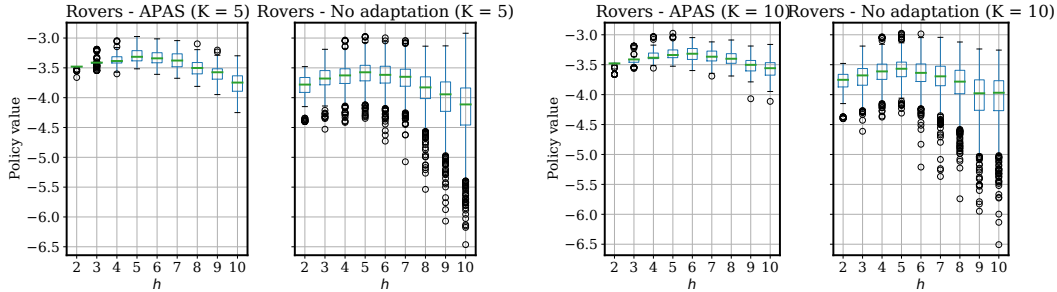 Rovers - APAS (K = 5)
Rovers - No adaptation (K = 5)
Rovers - APAS (K = 10)
Rovers - No adaptation (K = 10)
Policy value
−3.0
−3.5
−4.0
−4.5
−5.0
−5.5
−6.0
−6.5
2 3 4 5 6 7 8 9 10
h
2 3 4 5 6 7 8 9 10
h
Policy value
−3.0
−3.5
−4.0
−4.5
−5.0
−5.5
−6.0
−6.5
2 3 4 5 6 7 8 9 10
h
2 3 4 5 6 7 8 9 10
h